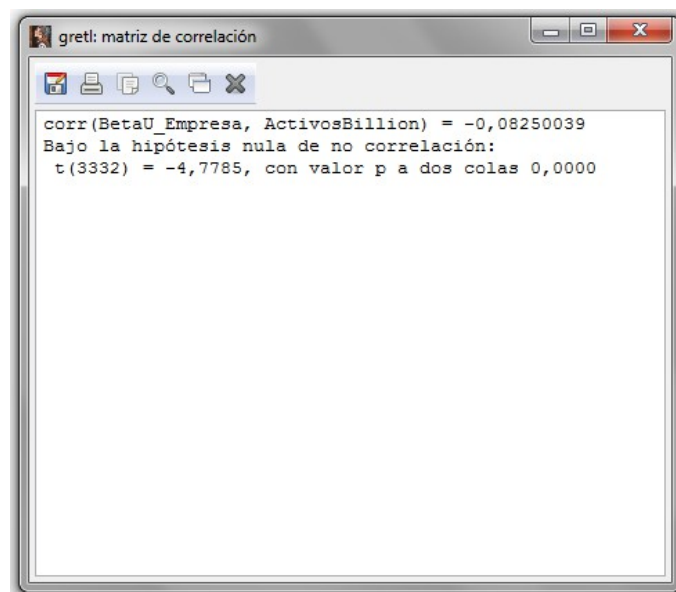 gretl: matriz de correlación
corr(BetaU_Empresa, ActivosBillion) = -0,08250039
Bajo la hipótesis nula de no correlación:
t(3332) = -4,7785, con valor p a dos colas 0,0000